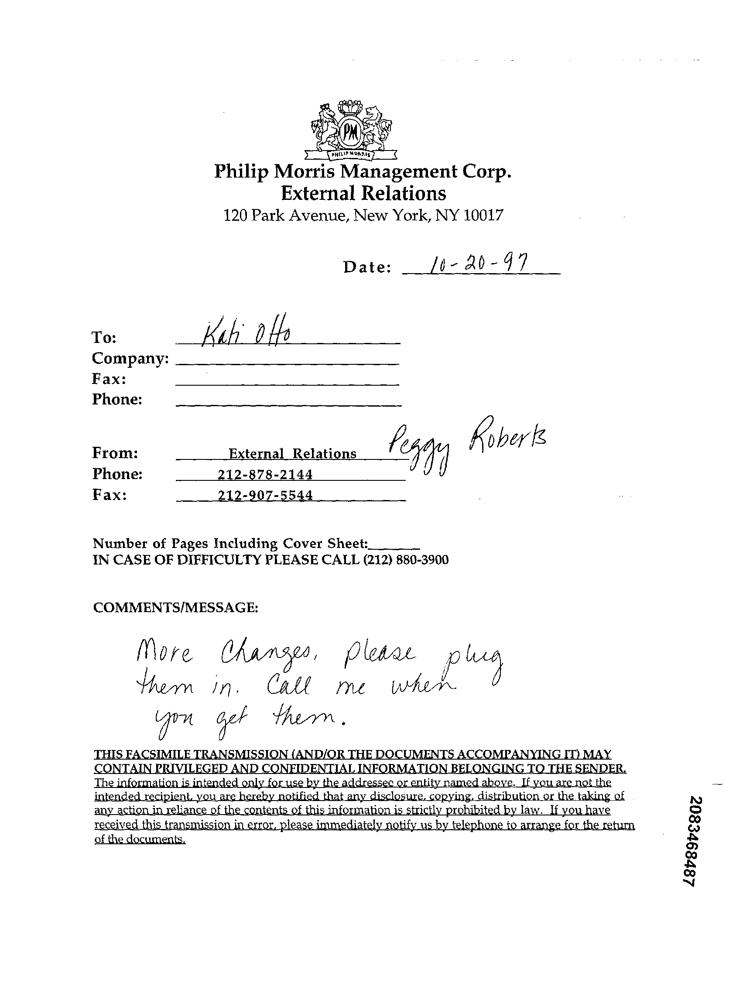 PM
PHILIP MORRIS
Philip Morris Management Corp.
External Relations
120 Park Avenue, New York, NY 10017
Date: 10-20-97
To: Kati Otto
Company:
Fax:
Phone:
From: External Relations Peggy Roberts
Phone: 212-878-2144
Fax: 212-907-5544
Number of Pages Including Cover Sheet:
IN CASE OF DIFFICULTY PLEASE CALL (212) 880-3900
COMMENTS/MESSAGE:
More Changes, please plug
them in. Call me when
you get them.
THIS FACSIMILE TRANSMISSION (AND/OR THE DOCUMENTS ACCOMPANYING IT) MAY
CONTAIN PRIVILEGED AND CONFIDENTIAL INFORMATION BELONGING TO THE SENDER.
The information is intended only for use by the addressee or entity named above. If you are not the
intended recipient, you are hereby notified that any disclosure, copying, distribution or the taking of
any action in reliance of the contents of this information is strictly prohibited by law. If you have
received this transmission in error, please immediately notify us by telephone to arrange for the return
of the documents.
2083468487